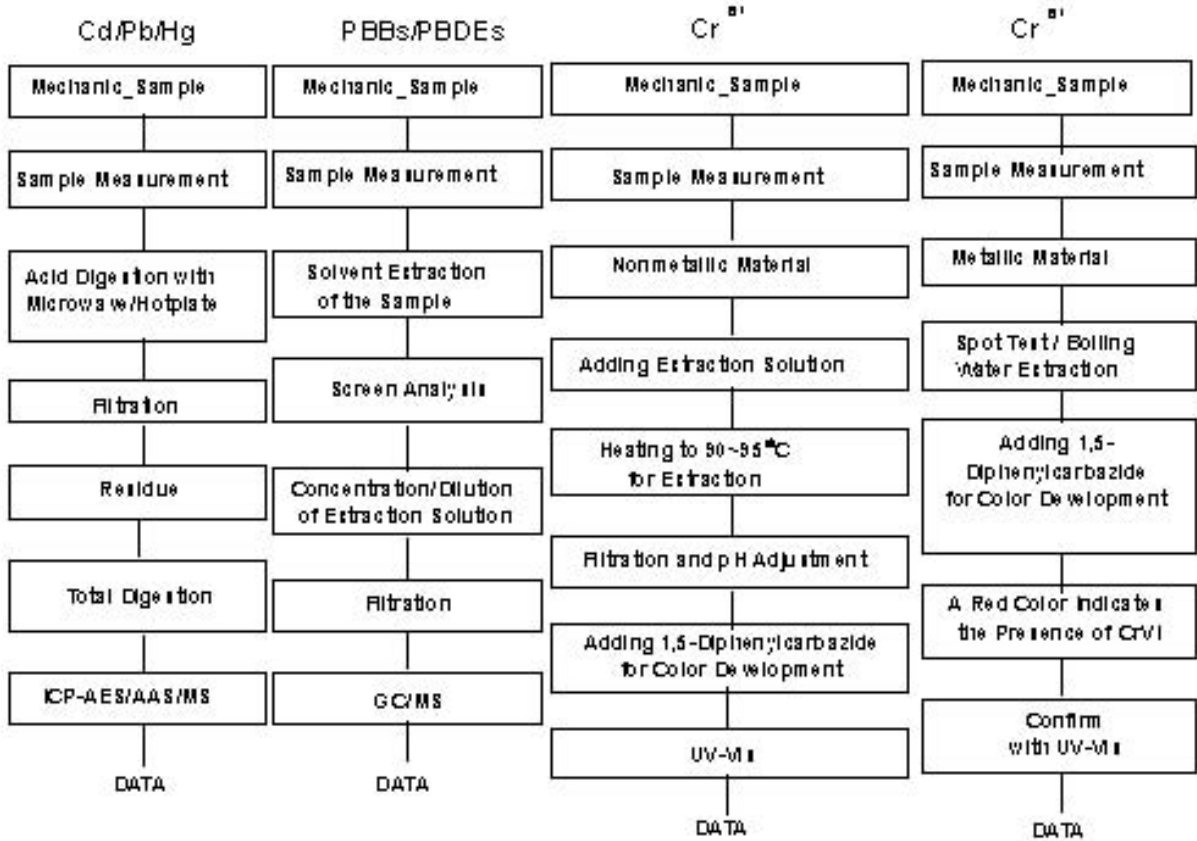 Cd/Pb/Hg
Mechanic_Sample
Sample Measurement
Acid Digestion with
Microwave/Hotplate
Filtration
Residue
Total Digestion
ICP-AES/AAS/MS
DATA
PBBs/PBDEs
Mechanic_Sample
Sample Measurement
Solvent Extraction
of the Sample
Screen Analysis
Concentration/Dilution
of Extraction Solution
Filtration
GC/MS
DATA
Cr
Mechanic_Sample
Sample Measurement
Nonmetallic Material
Adding Extraction Solution
Heating to 90~95 °C
for Extraction
Filtration and pH Adjustment
Adding 1,5-Diphenylcarbazide
for Color Development
UV-Vis
DATA
Cr
Mechanic_Sample
Sample Measurement
Metallic Material
Spot Test / Boiling
Water Extraction
Adding 1,5-
Diphenylcarbazide
for Color Development
A Red Color indicates
the Presence of CrVI
Confirm
with UV-Vis
DATA